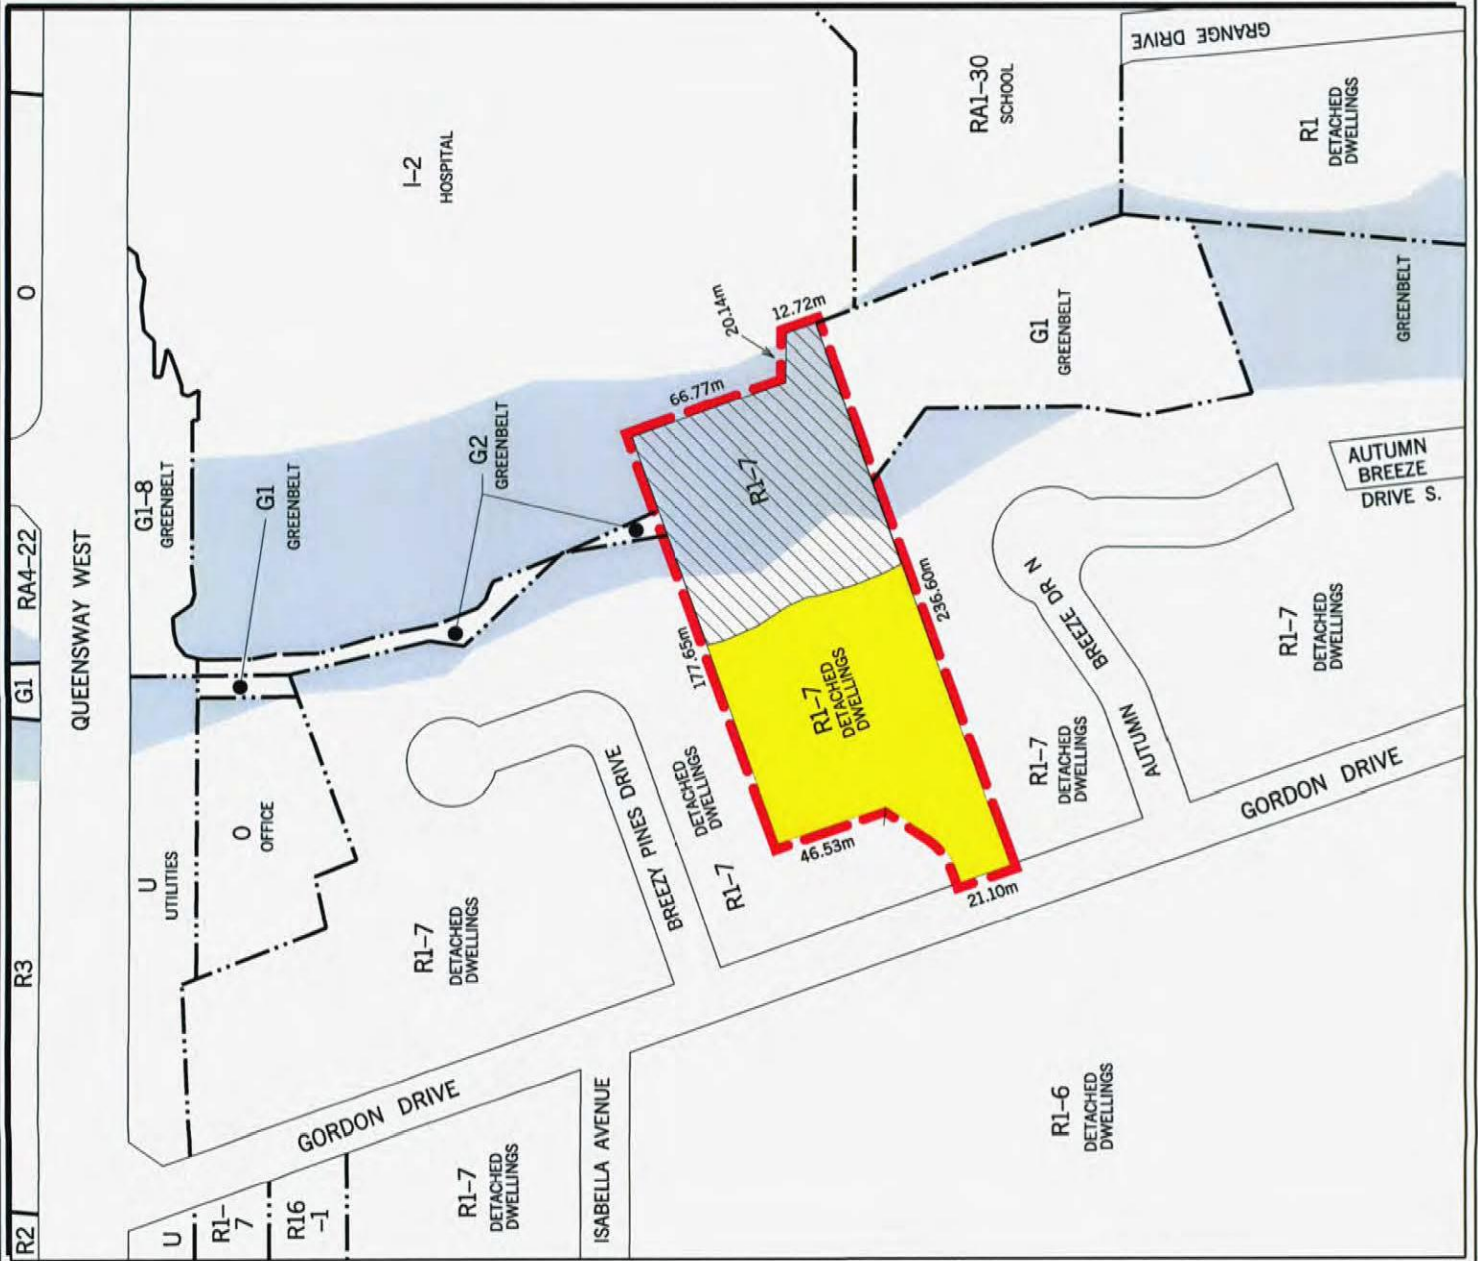 O
RA4-22
G1
R3
R2
QUEENSWAY WEST
I-2
HOSPITAL
RA1-30
SCHOOL
GRANGE DRIVE
R1
DETACHED
DWELLINGS
G1-8
GREENBELT
G1
GREENBELT
G2
GREENBELT
20.14m
12.72m
66.77m
G1
GREENBELT
GREENBELT
R1-7
177.65m
236.60m
AUTUMN
BREEZE
DRIVE S.
U
UTILITIES
O
OFFICE
R1-7
DETACHED
DWELLINGS
BREEZY PINES DRIVE
R1-7
DETACHED
DWELLINGS
R1-7
DETACHED
DWELLINGS
46.53m
21.10m
R1-7
DETACHED
DWELLINGS
AUTUMN BREEZE DR N
R1-7
DETACHED
DWELLINGS
GORDON DRIVE
GORDON DRIVE
U
R1-
7
R16
-1
R1-7
DETACHED
DWELLINGS
ISABELLA AVENUE
R1-6
DETACHED
DWELLINGS